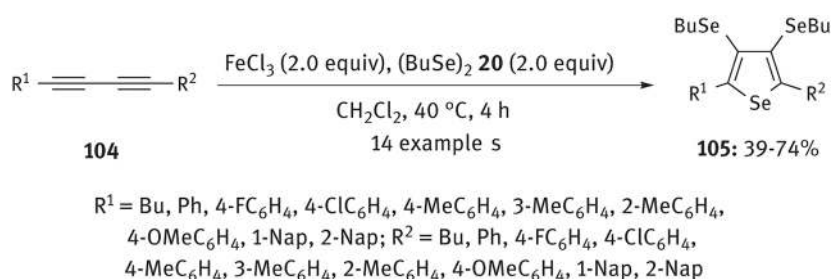 BuSe SeBu
R¹ R² FeCl₃ (2.0 equiv), (BuSe)₂ 20 (2.0 equiv)
CH₂Cl₂, 40 ºC, 4 h
14 example s
R¹ Se R²
104
105: 39-74%
R¹ = Bu, Ph, 4-FC₆H₄, 4-ClC₆H₄, 4-MeC₆H₄, 3-MeC₆H₄, 2-MeC₆H₄,
4-OMeC₆H₄, 1-Nap, 2-Nap; R² = Bu, Ph, 4-FC₆H₄, 4-ClC₆H₄,
4-MeC₆H₄, 3-MeC₆H₄, 2-MeC₆H₄, 4-OMeC₆H₄, 1-Nap, 2-Nap